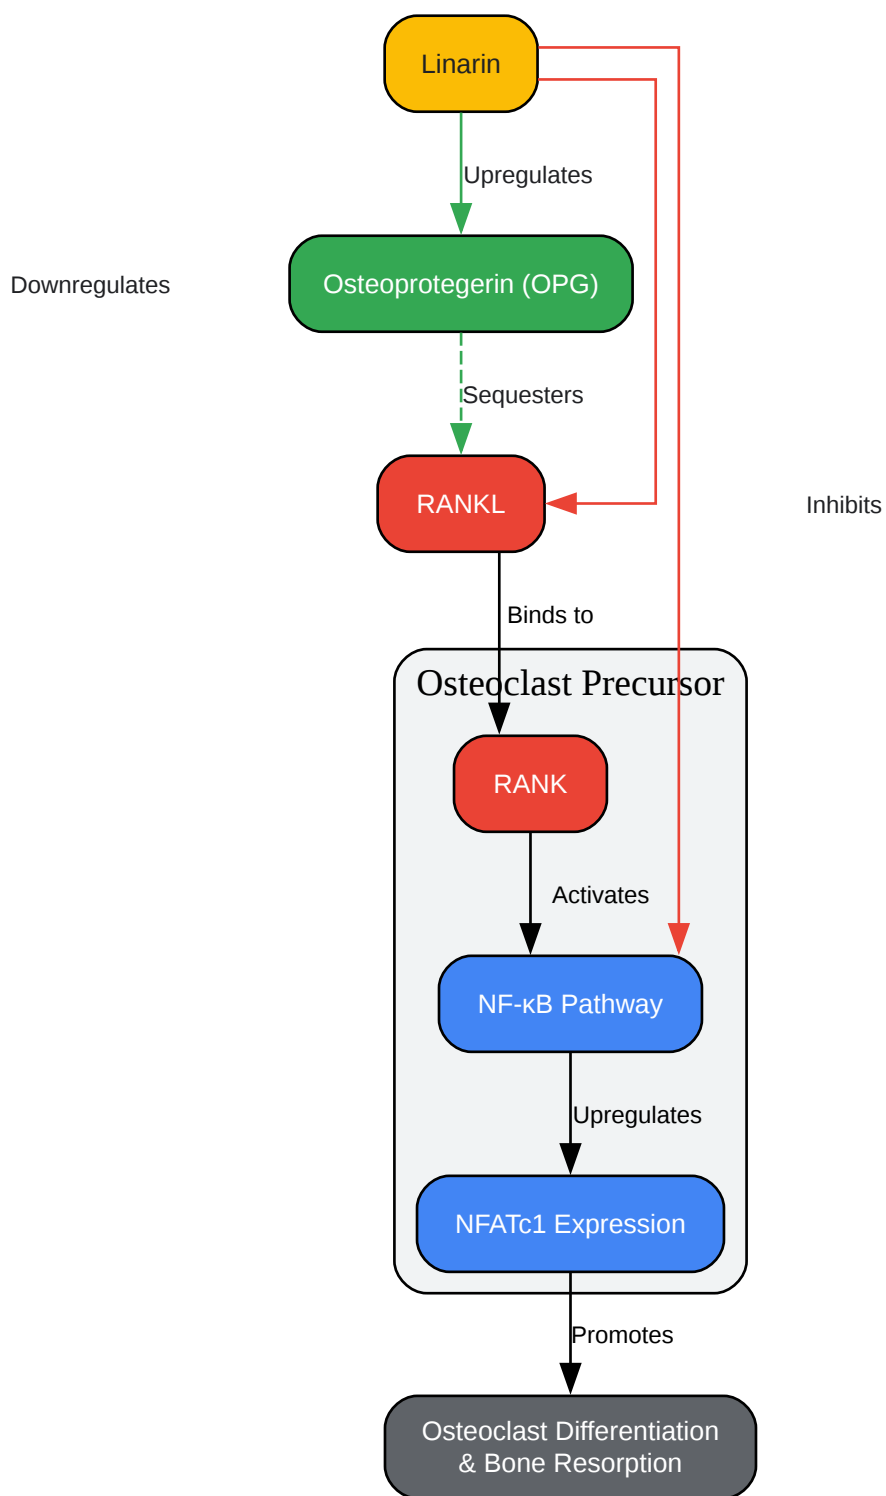 Linarin
Upregulates
Downregulates
Osteoprotegerin (OPG)
Sequesters
RANKL
Inhibits
Binds to
Osteoclast Precursor
RANK
Activates
NF-κB Pathway
Upregulates
NFATc1 Expression
Promotes
Osteoclast Differentiation
& Bone Resorption